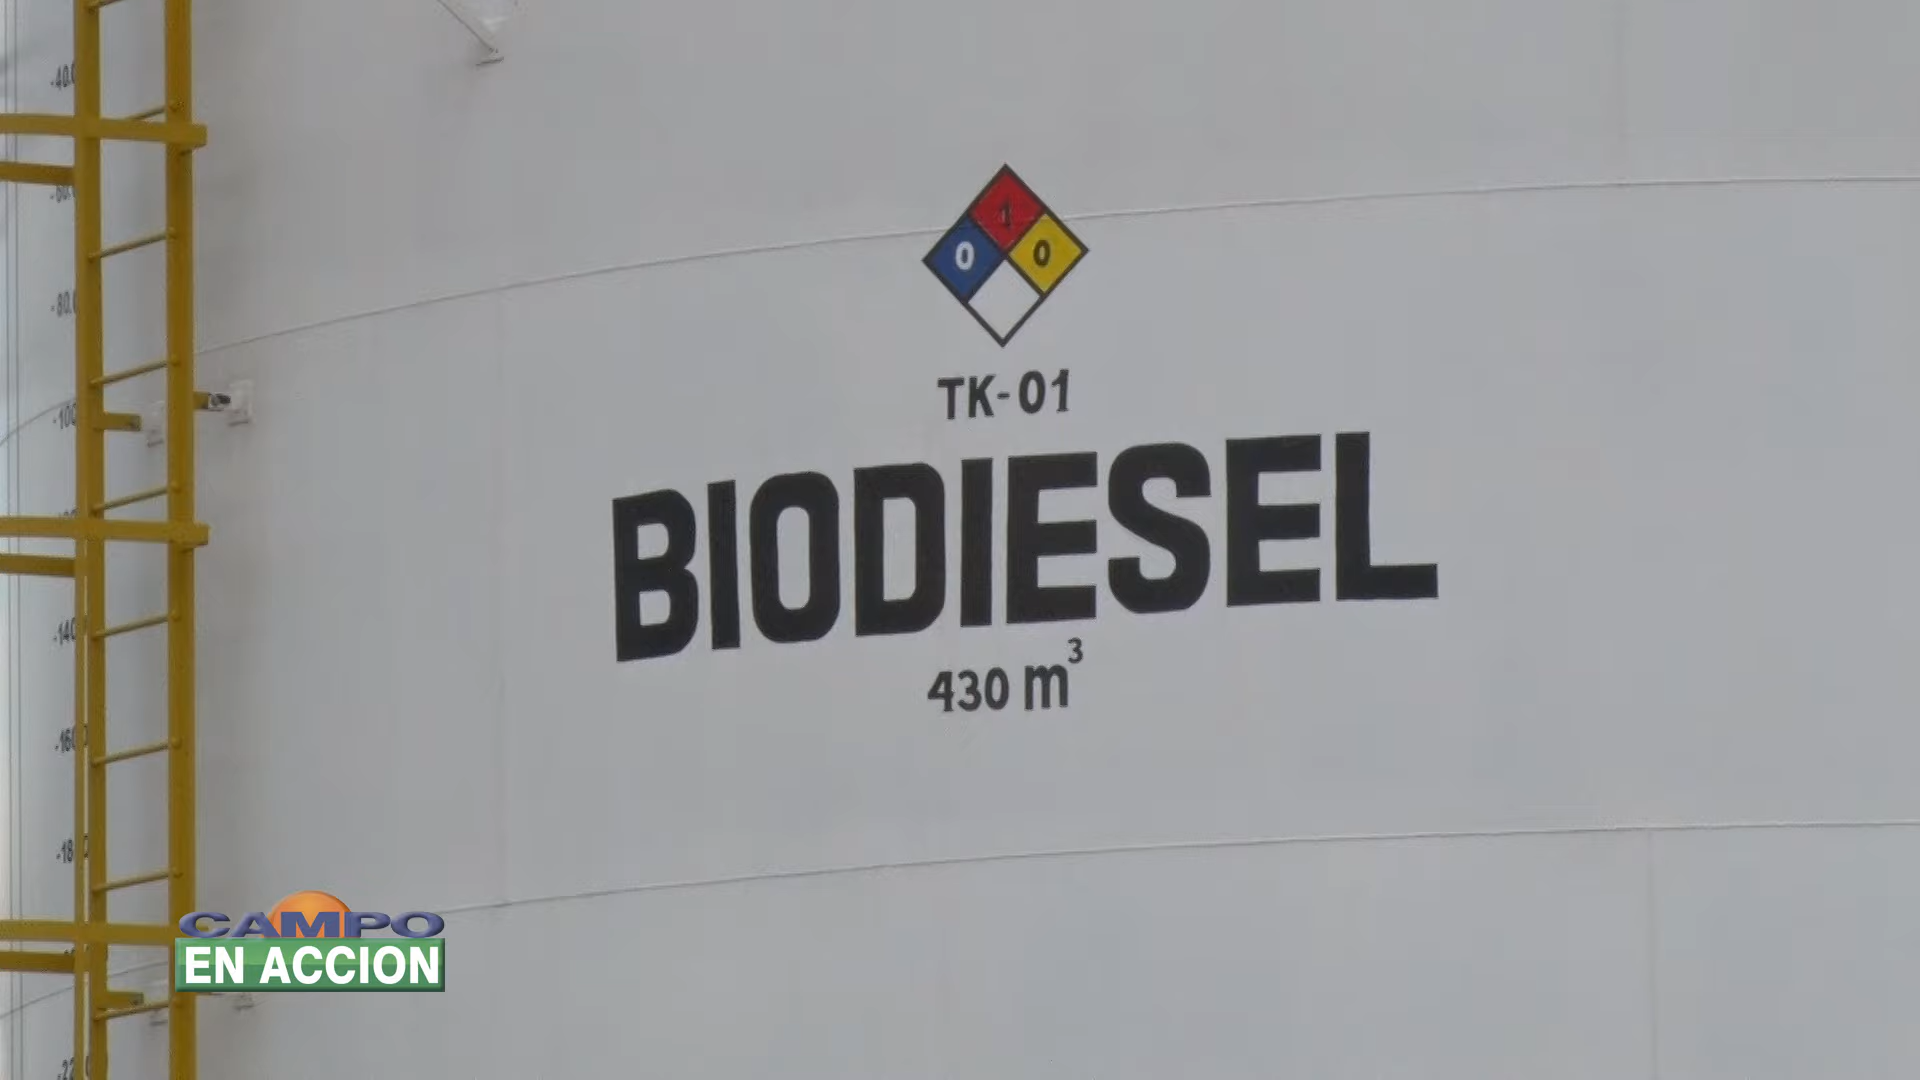 1
0 0
TK-01
BIODIESEL
430 m³
CAMPO
EN ACCION